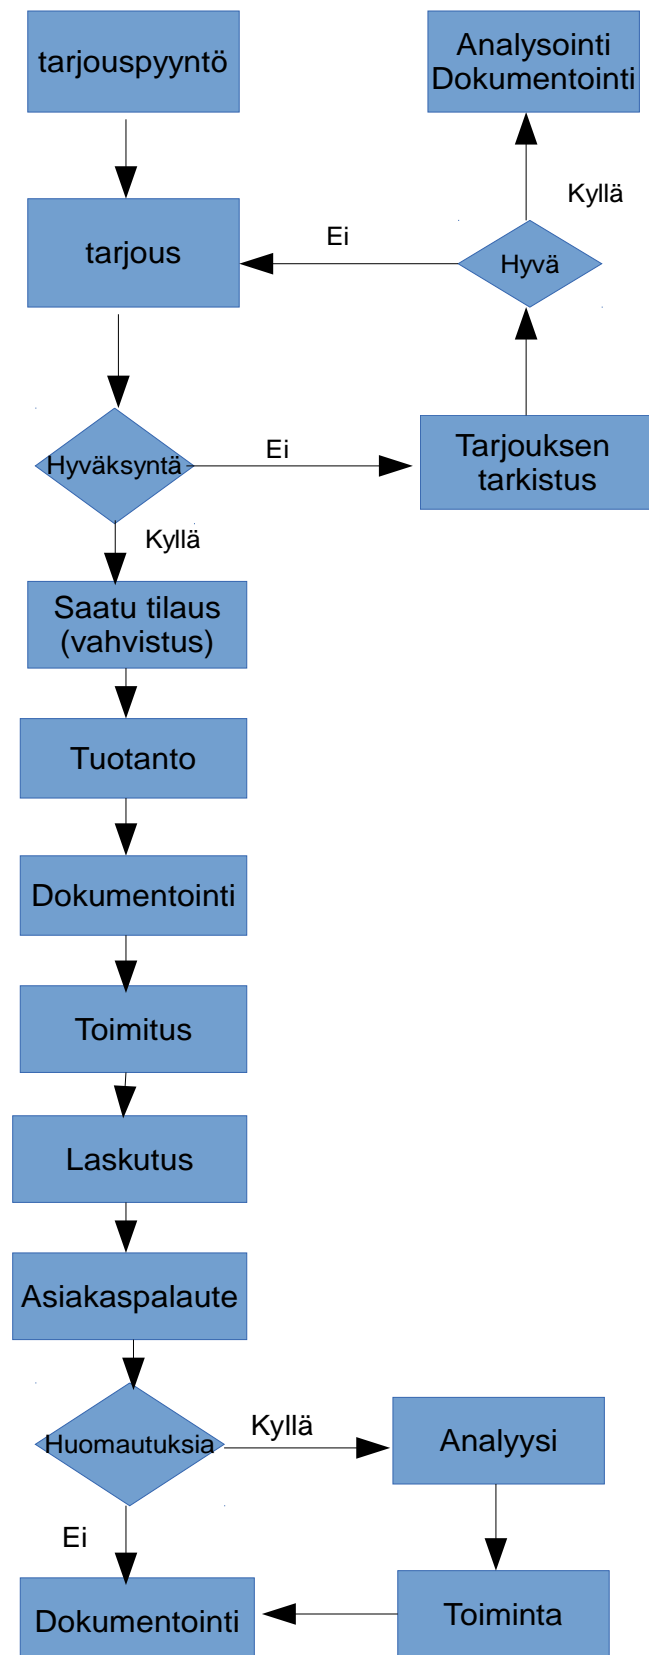 tarjouspyyntö
Analysointi
Dokumentointi
Kyllä
tarjous
Ei
Hyvä
Hyväksyntä
Ei
Tarjouksen
tarkistus
Kyllä
Saatu tilaus
(vahvistus)
Tuotanto
Dokumentointi
Toimitus
Laskutus
Asiakaspalaute
Huomautuksia
Kyllä
Analyysi
Ei
Dokumentointi
Toiminta